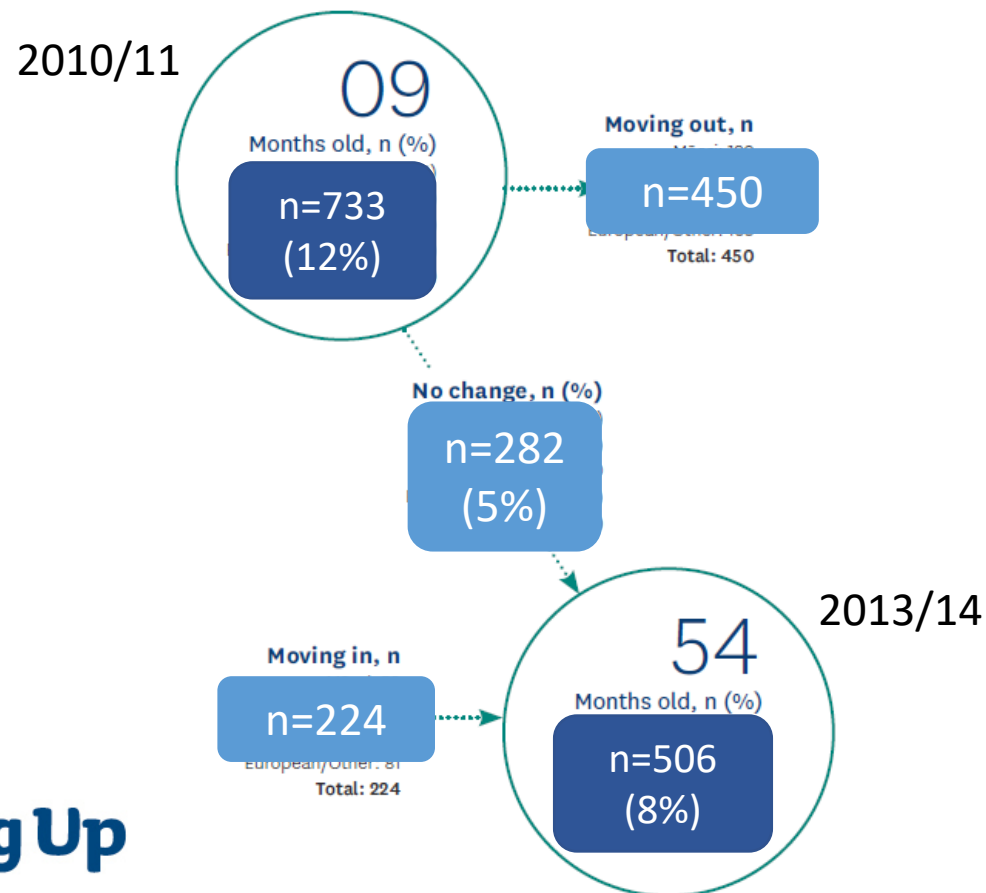 2010/11
09
Months old, n (%)
n=733
(12%)
Moving out, n
n=450
Total: 450
No change, n (%)
n=282
(5%)
2013/14
54
Months old, n (%)
n=506
(8%)
Moving in, n
n=224
European/Other: 81
Total: 224
g Up